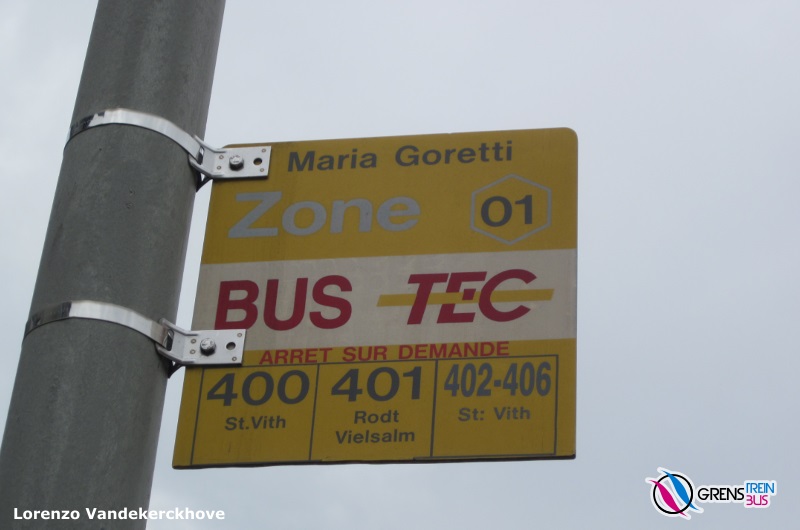 Maria Goretti
Zone 01
BUS TEC
ARRET SUR DEMANDE
400 401 402-406
St.Vith Rodt St: Vith
Vielsalm
Lorenzo Vandekerckhove
GRENS TREIN BUS